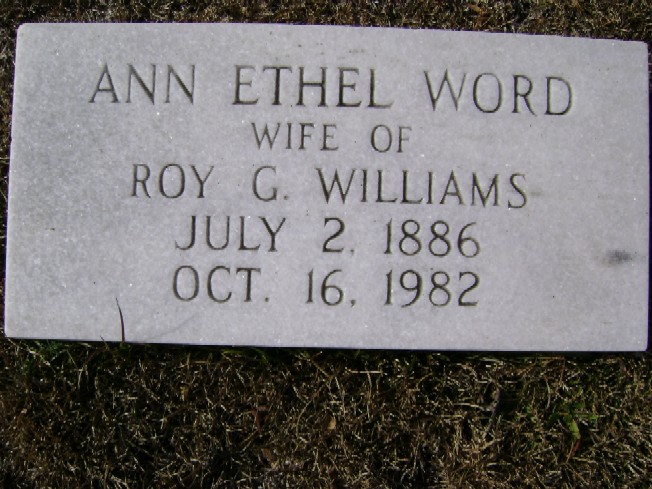 ANN ETHEL WORD
WIFE OF
ROY G. WILLIAMS
JULY 2, 1886
OCT. 16, 1982